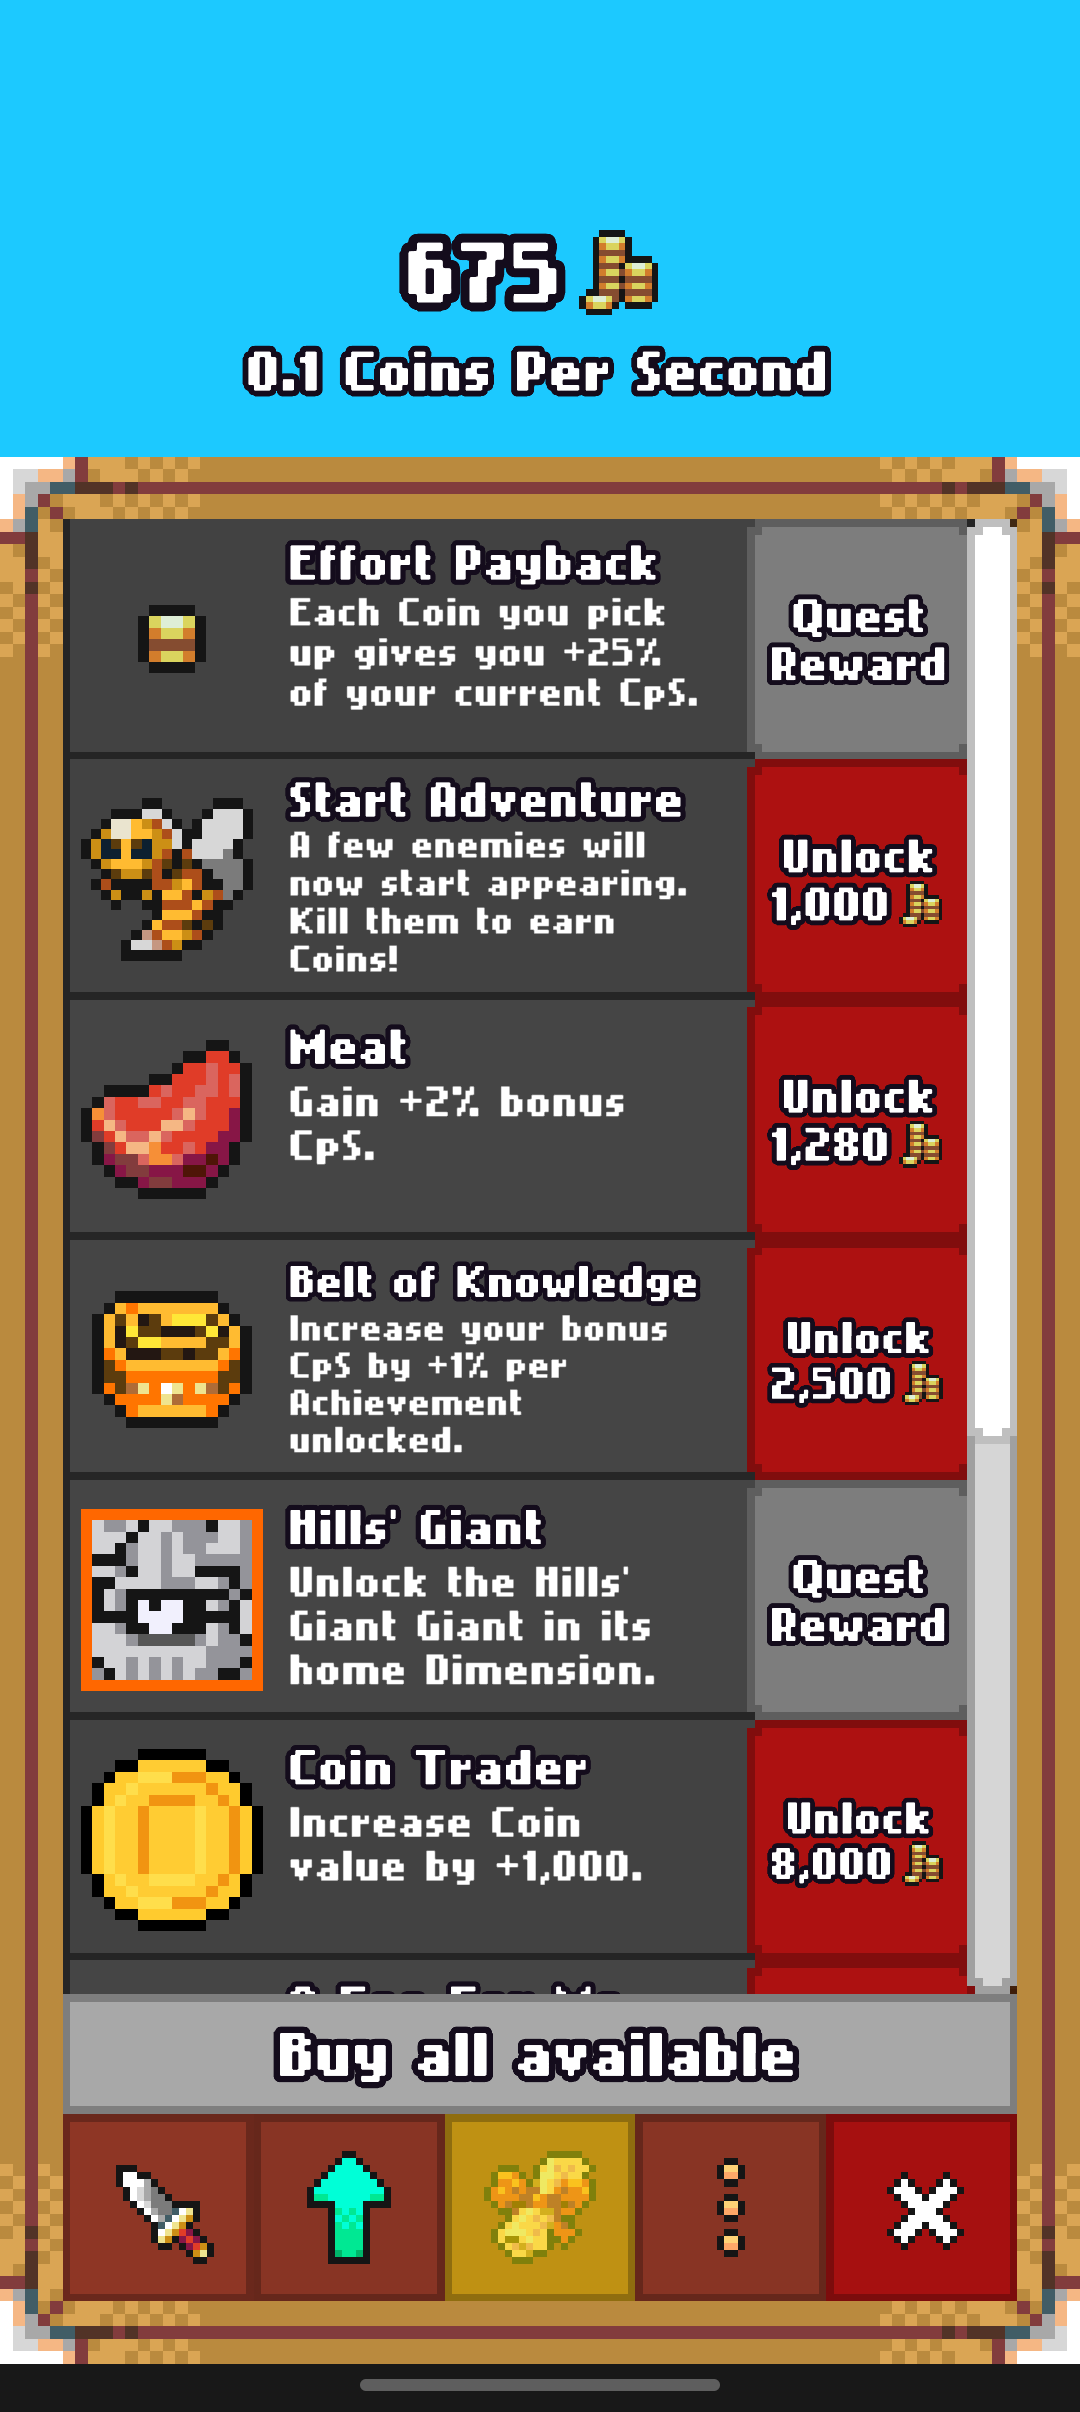 675
0.1 Coins Per Second
Effort Payback
Each Coin you pick
up gives you +25%
of your current CpS.
Quest
Reward
Start Adventure
A few enemies will
now start appearing.
Kill them to earn
Coins!
Unlock
1,000
Meat
Gain +2% bonus
CpS.
Unlock
1,280
Belt of Knowledge
Increase your bonus
CpS by +1% per
Achievement
unlocked.
Unlock
2,500
Hills' Giant
Unlock the Hills'
Giant Giant in its
home Dimension.
Quest
Reward
Coin Trader
Increase Coin
value by +1,000.
Unlock
8,000
Buy all available